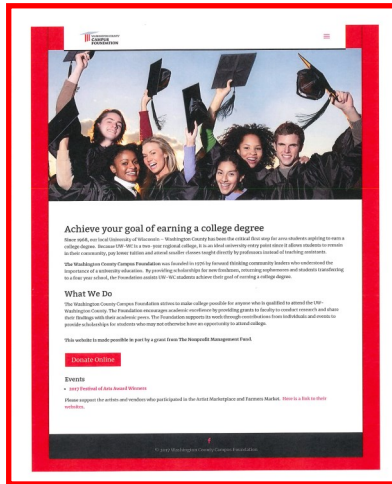 WASHINGTON COUNTY
CAMPUS
FOUNDATION
Achieve your goal of earning a college degree
Since 1968, our local University of Wisconsin – Washington County has been the critical first step for area students aspiring to earn a
college degree. Because UW-WC is a two-year regional college, it is an ideal university entry point since it allows students to remain
in their community, pay lower tuition and attend smaller classes taught directly by professors instead of teaching assistants.
The Washington County Campus Foundation was founded in 1976 by forward thinking community leaders who understood the
importance of a university education. By providing scholarships for new freshmen, returning sophomores and students transferring
to a four year school, the Foundation assists UW-WC students achieve their goal of earning a college degree.
What We Do
The Washington County Campus Foundation strives to make college possible for anyone who is qualified to attend the UW-
Washington County. The Foundation encourages academic excellence by providing grants to faculty to conduct research and share
their findings with their academic peers. The Foundation supports its work through contributions from individuals and events to
provide scholarships for students who may not otherwise have an opportunity to attend college.
This website is made possible in part by a grant from The Nonprofit Management Fund.
Donate Online
Events
• 2017 Festival of Arts Award Winners
Please support the artists and vendors who participated in the Artist Marketplace and Farmers Market. Here is a link to their
websites.
© 2017 Washington County Campus Foundation